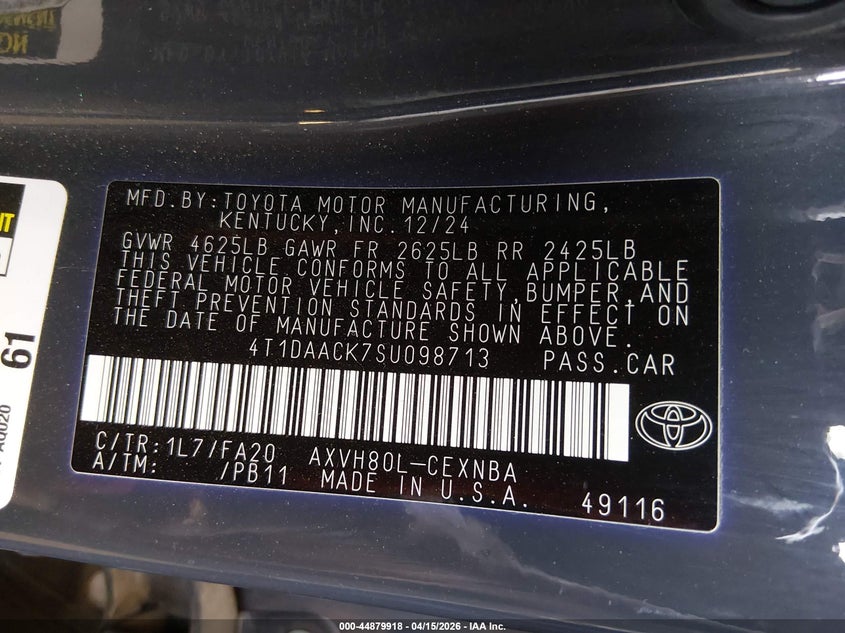 MFD.BY:TOYOTA MOTOR MANUFACTURING,
KENTUCKY,INC.12/24
GVWR 4625LB GAWR FR 2625LB RR 2425LB
THIS VEHICLE CONFORMS TO ALL APPLICABLE
FEDERAL MOTOR VEHICLE SAFETY,BUMPER,AND
THEFT PREVENTION STANDARDS IN EFFECT ON
THE DATE OF MANUFACTURE SHOWN ABOVE.
4T1DAACK7SU098713 PASS.CAR
C/TR:1L7/FA20 AXVH80L-CEXNBA
A/TM: /PB11 MADE IN U.S.A. 49116
61
000-44879918 - 04/15/2026 - IAA Inc.